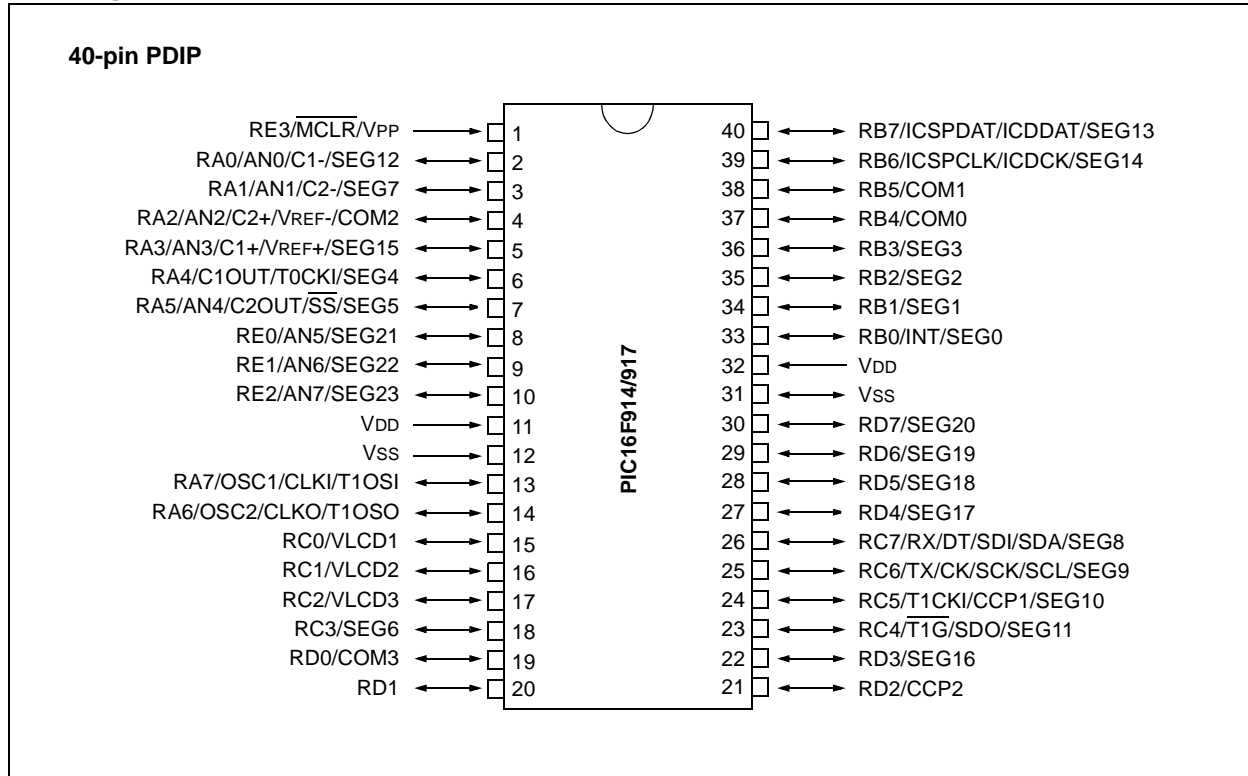 40-pin PDIP
RE3/MCLR/VPP
RA0/AN0/C1-/SEG12
RA1/AN1/C2-/SEG7
RA2/AN2/C2+/VREF-/COM2
RA3/AN3/C1+/VREF+/SEG15
RA4/C1OUT/T0CKI/SEG4
RA5/AN4/C2OUT/SS/SEG5
RE0/AN5/SEG21
RE1/AN6/SEG22
RE2/AN7/SEG23
VDD
VSS
RA7/OSC1/CLKI/T1OSI
RA6/OSC2/CLKO/T1OSO
RC0/VLCD1
RC1/VLCD2
RC2/VLCD3
RC3/SEG6
RD0/COM3
RD1
1
2
3
4
5
6
7
8
9
10
11
12
13
14
15
16
17
18
19
20
PIC16F914/917
40
39
38
37
36
35
34
33
32
31
30
29
28
27
26
25
24
23
22
21
RB7/ICSPDAT/ICDDAT/SEG13
RB6/ICSPCLK/ICDCK/SEG14
RB5/COM1
RB4/COM0
RB3/SEG3
RB2/SEG2
RB1/SEG1
RB0/INT/SEG0
VDD
VSS
RD7/SEG20
RD6/SEG19
RD5/SEG18
RD4/SEG17
RC7/RX/DT/SDI/SDA/SEG8
RC6/TX/CK/SCK/SCL/SEG9
RC5/T1CKI/CCP1/SEG10
RC4/T1G/SDO/SEG11
RD3/SEG16
RD2/CCP2